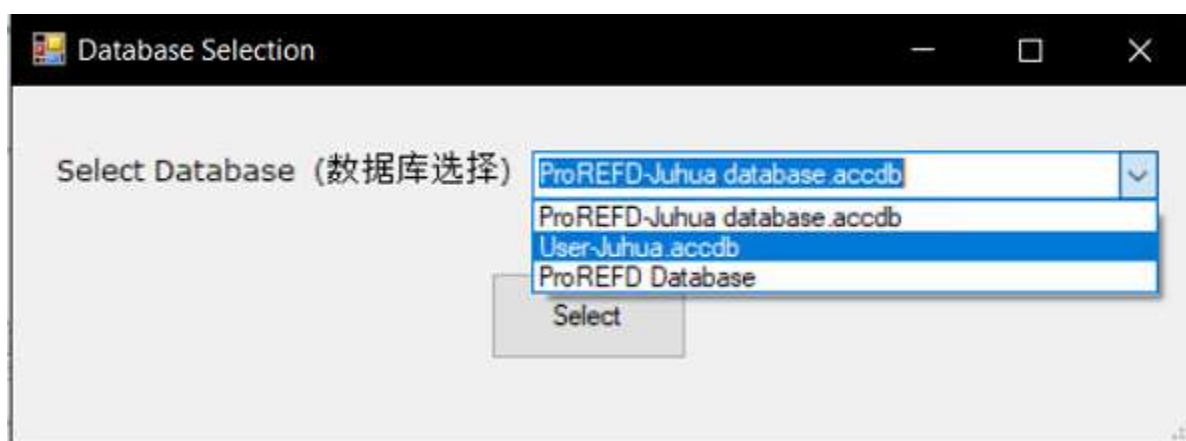 Database Selection
Select Database (数据库选择) ProREFD-Juhua database.accdb
ProREFD-Juhua database.accdb
User-Juhua.accdb
ProREFD Database
Select